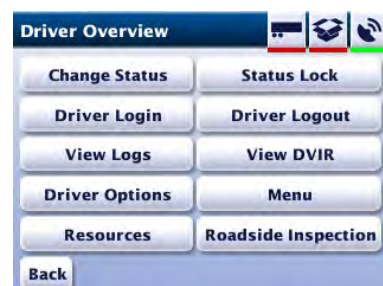 Driver Overview
Change Status
Status Lock
Driver Login
Driver Logout
View Logs
View DVIR
Driver Options
Menu
Resources
Roadside Inspection
Back